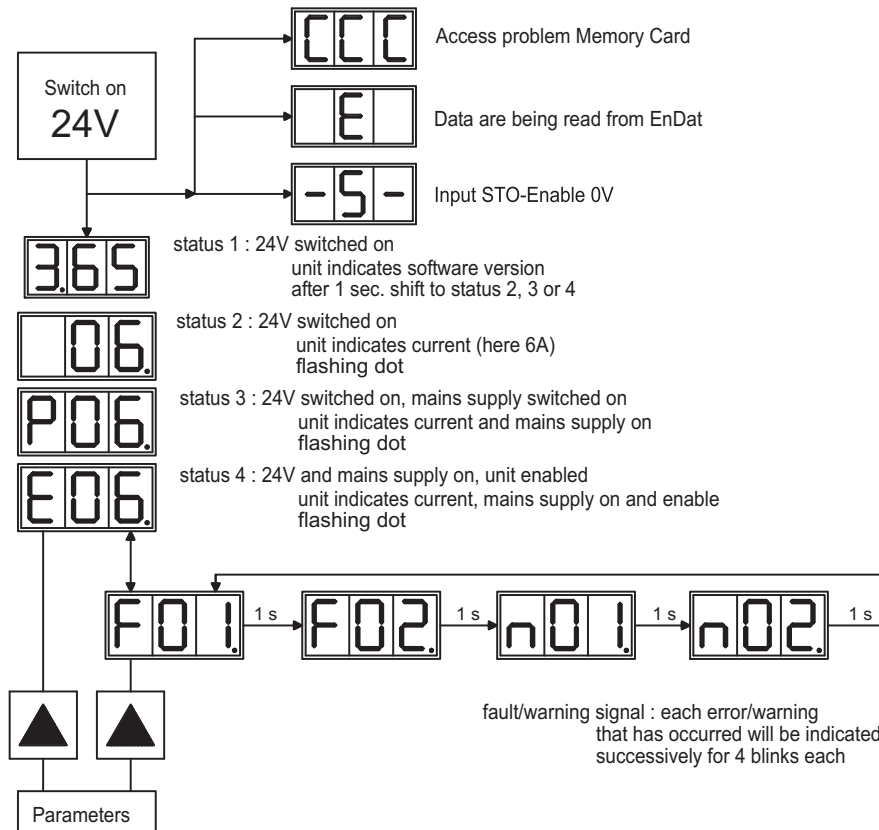 CCC
Access problem Memory Card
Switch on
24V
E
Data are being read from EnDat
-S-
Input STO-Enable 0V
3.65
status 1 : 24V switched on
unit indicates software version
after 1 sec. shift to status 2, 3 or 4
06.
status 2 : 24V switched on
unit indicates current (here 6A)
flashing dot
P06.
status 3 : 24V switched on, mains supply switched on
unit indicates current and mains supply on
flashing dot
E06.
status 4 : 24V and mains supply on, unit enabled
unit indicates current, mains supply on and enable
flashing dot
F01.
1 s
F02.
1 s
n01.
1 s
n02.
1 s
fault/warning signal : each error/warning
that has occurred will be indicated
successively for 4 blinks each
Parameters